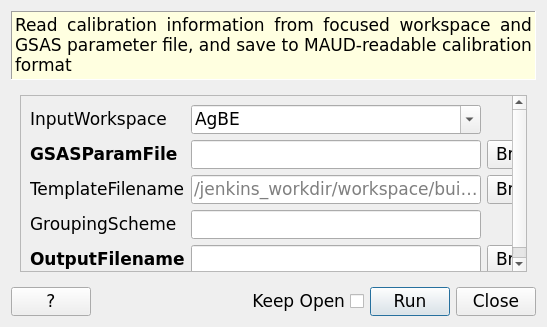 Read calibration information from focused workspace and
GSAS parameter file, and save to MAUD-readable calibration
format
InputWorkspace AgBE
GSASParamFile Br
TemplateFilename /jenkins_workdir/workspace/bui... Br
GroupingScheme
OutputFilename Br
? Keep Open Run Close